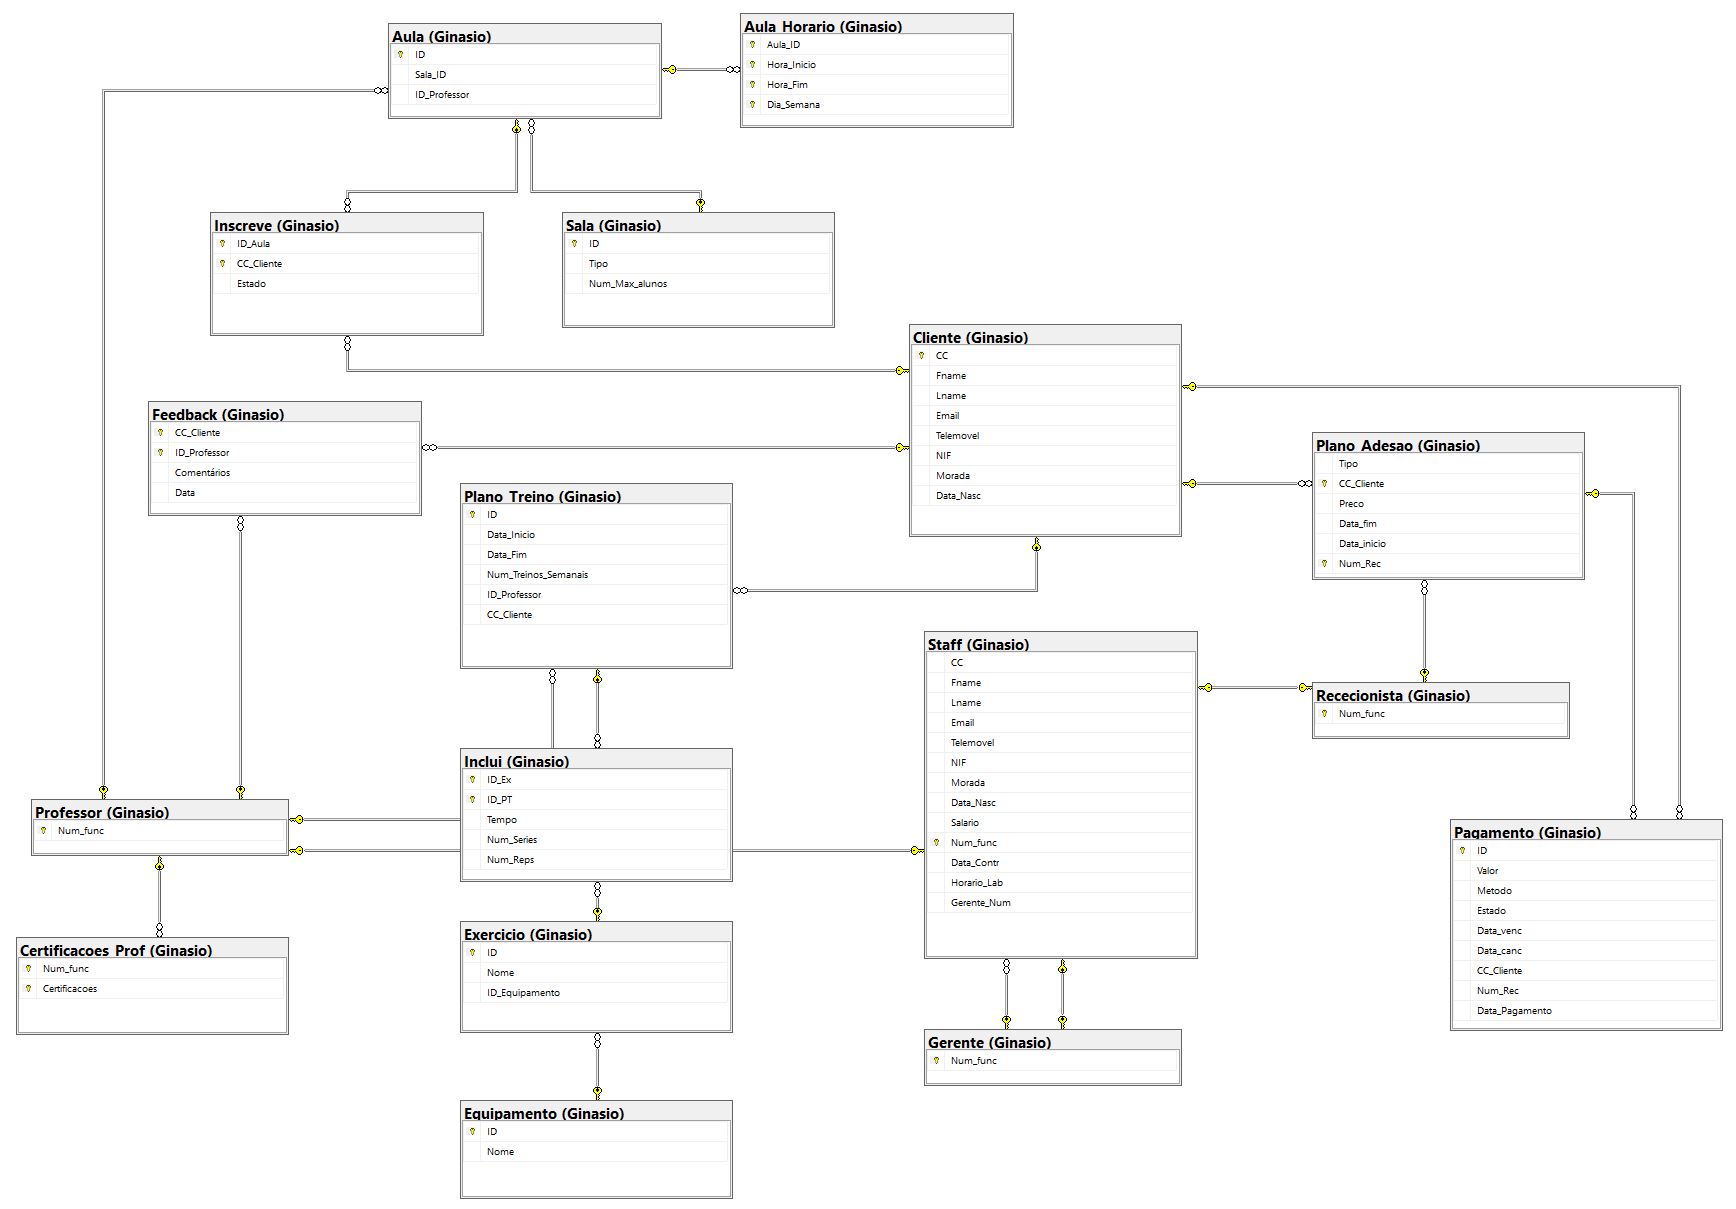 Aula (Ginasio)
ID
Sala_ID
ID_Professor
Aula_Horario (Ginasio)
Aula_ID
Hora_Inicio
Hora_Fim
Dia_Semana
Inscreve (Ginasio)
ID_Aula
CC_Cliente
Estado
Sala (Ginasio)
ID
Tipo
Num_Max_alunos
Cliente (Ginasio)
CC
Fname
Lname
Email
Telemovel
NIF
Morada
Data_Nasc
Feedback (Ginasio)
CC_Cliente
ID_Professor
Comentários
Data
Plano_Adesao (Ginasio)
Tipo
CC_Cliente
Preco
Data_fim
Data_inicio
Num_Rec
Plano_Treino (Ginasio)
ID
Data_Inicio
Data_Fim
Num_Treinos_Semanais
ID_Professor
CC_Cliente
Staff (Ginasio)
CC
Fname
Lname
Email
Telemovel
NIF
Morada
Data_Nasc
Salario
Num_func
Data_Contr
Horario_Lab
Gerente_Num
Rececionista (Ginasio)
Num_func
Inclui (Ginasio)
ID_Ex
ID_PT
Tempo
Num_Series
Num_Reps
Professor (Ginasio)
Num_func
Pagamento (Ginasio)
ID
Valor
Metodo
Estado
Data_venc
Data_canc
CC_Cliente
Num_Rec
Data_Pagamento
Certificacoes_Prof (Ginasio)
Num_func
Certificacoes
Exercicio (Ginasio)
ID
Nome
ID_Equipamento
Gerente (Ginasio)
Num_func
Equipamento (Ginasio)
ID
Nome